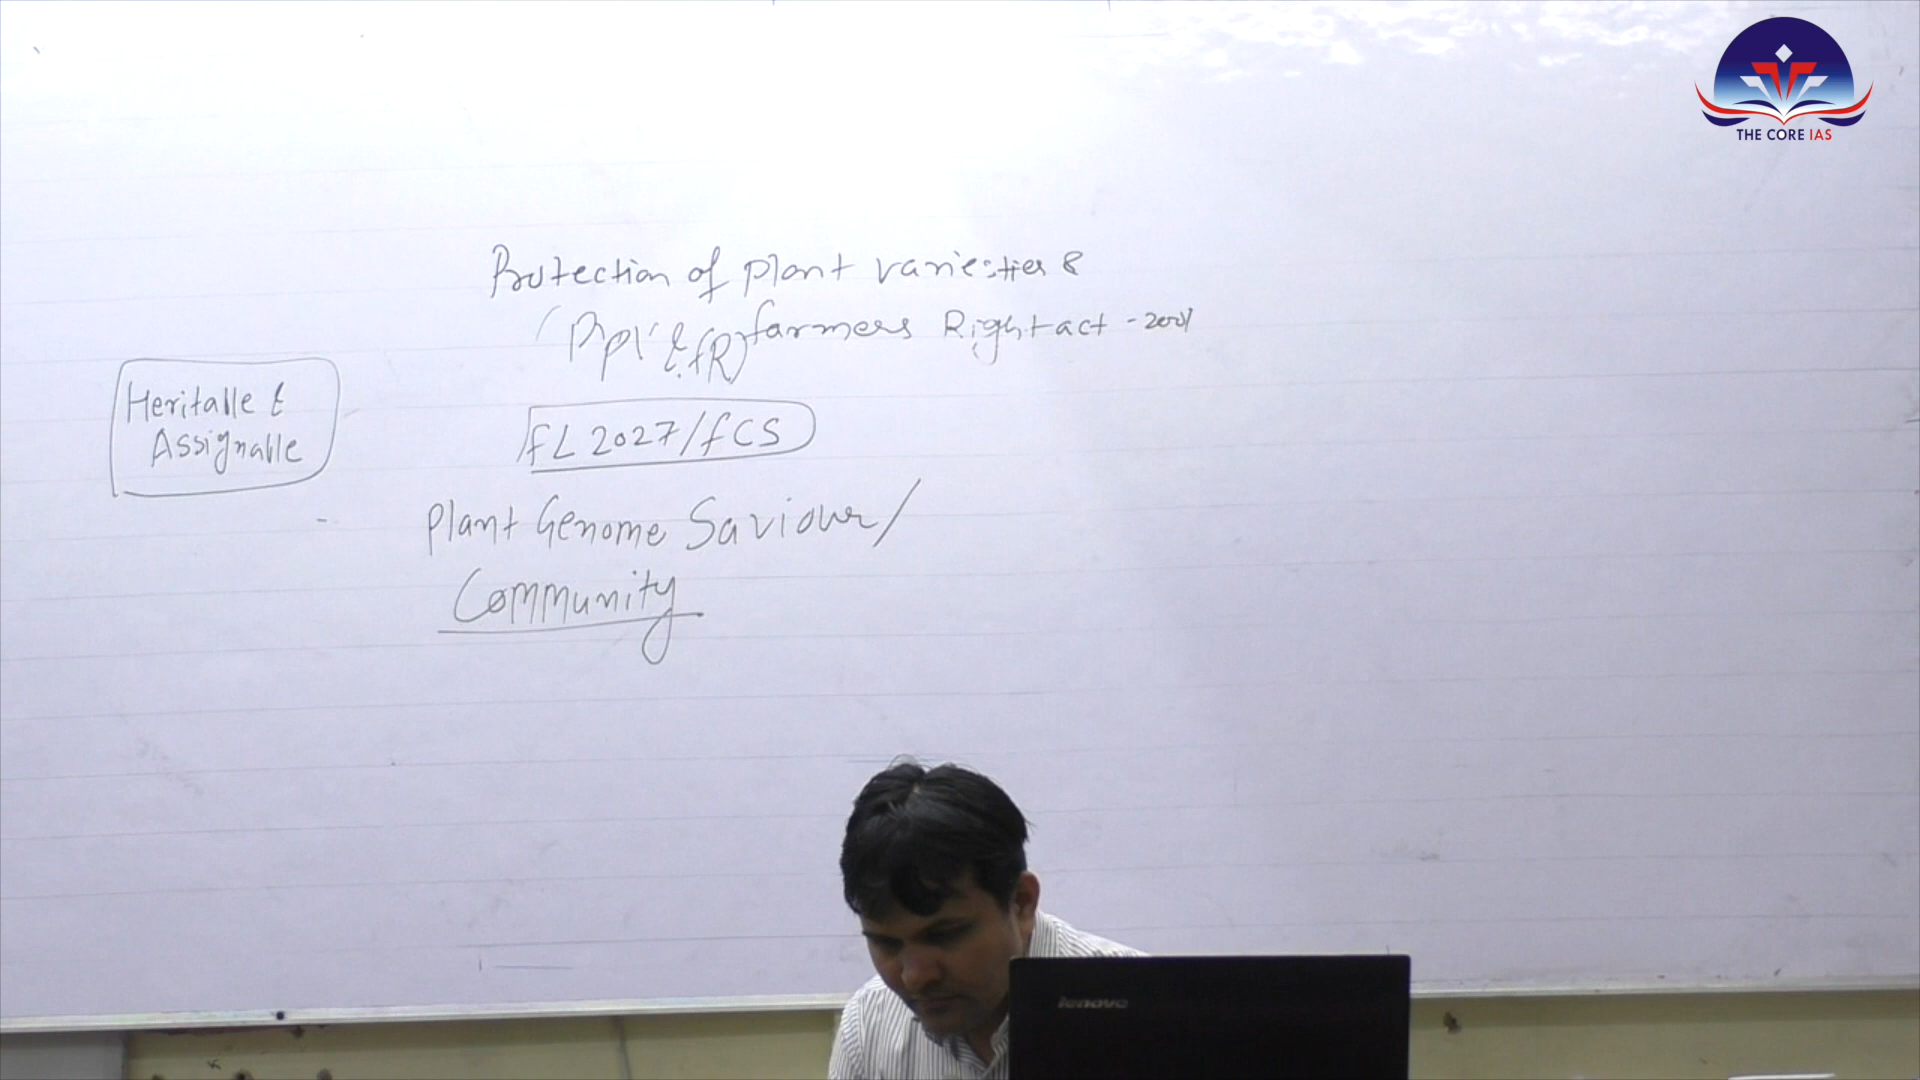 THE CORE IAS
Protection of plant varieties &
(PPV & FR) farmers Right act - 2001
Heritable &
Assignable
FL 2027/FCS
Plant Genome Saviour/
Community
lenovo